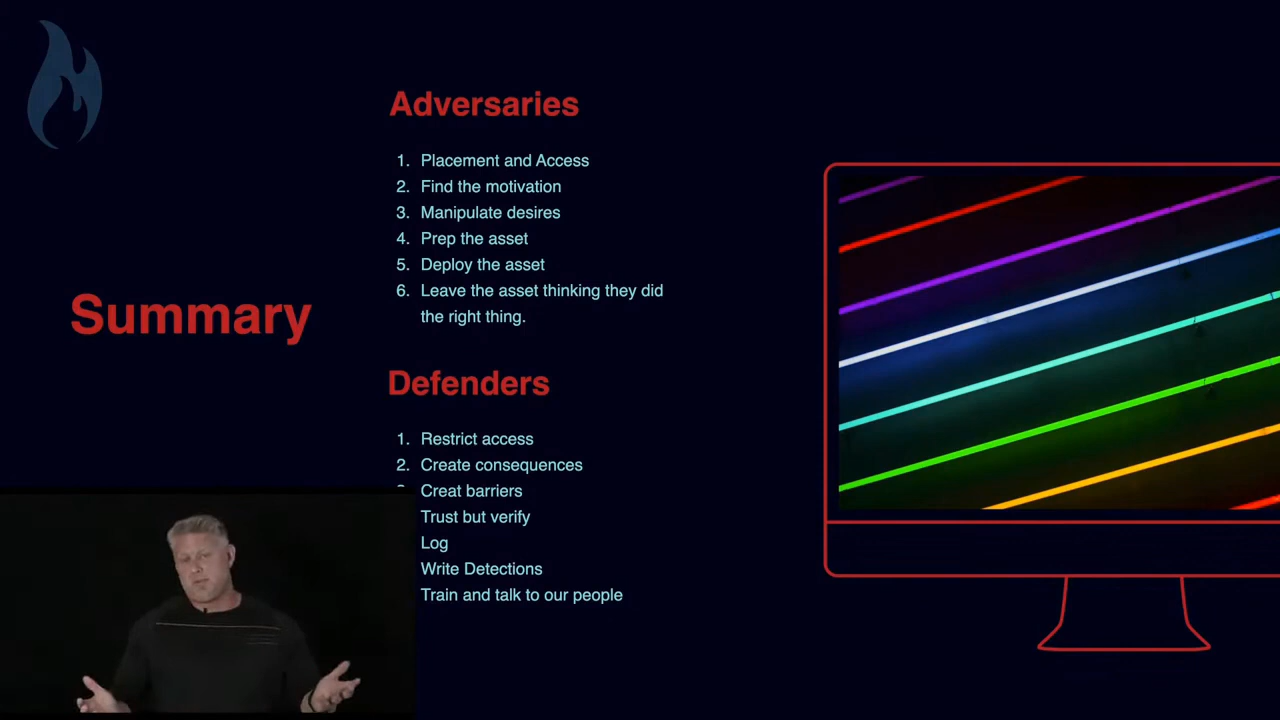 Summary
Adversaries
1. Placement and Access
2. Find the motivation
3. Manipulate desires
4. Prep the asset
5. Deploy the asset
6. Leave the asset thinking they did
the right thing.
Defenders
1. Restrict access
2. Create consequences
Creat barriers
Trust but verify
Log
Write Detections
Train and talk to our people